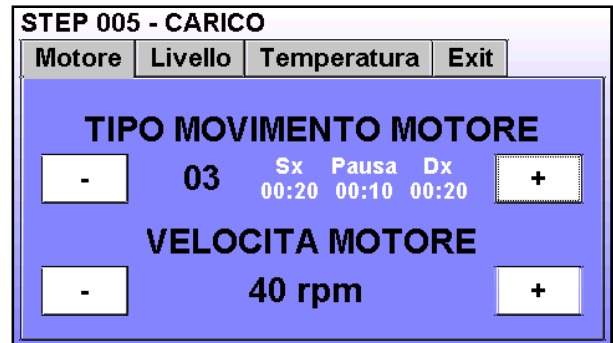 STEP 005 - CARICO
Motore Livello Temperatura Exit
TIPO MOVIMENTO MOTORE
- 03 Sx Pausa Dx +
00:20 00:10 00:20
VELOCITA MOTORE
- 40 rpm +